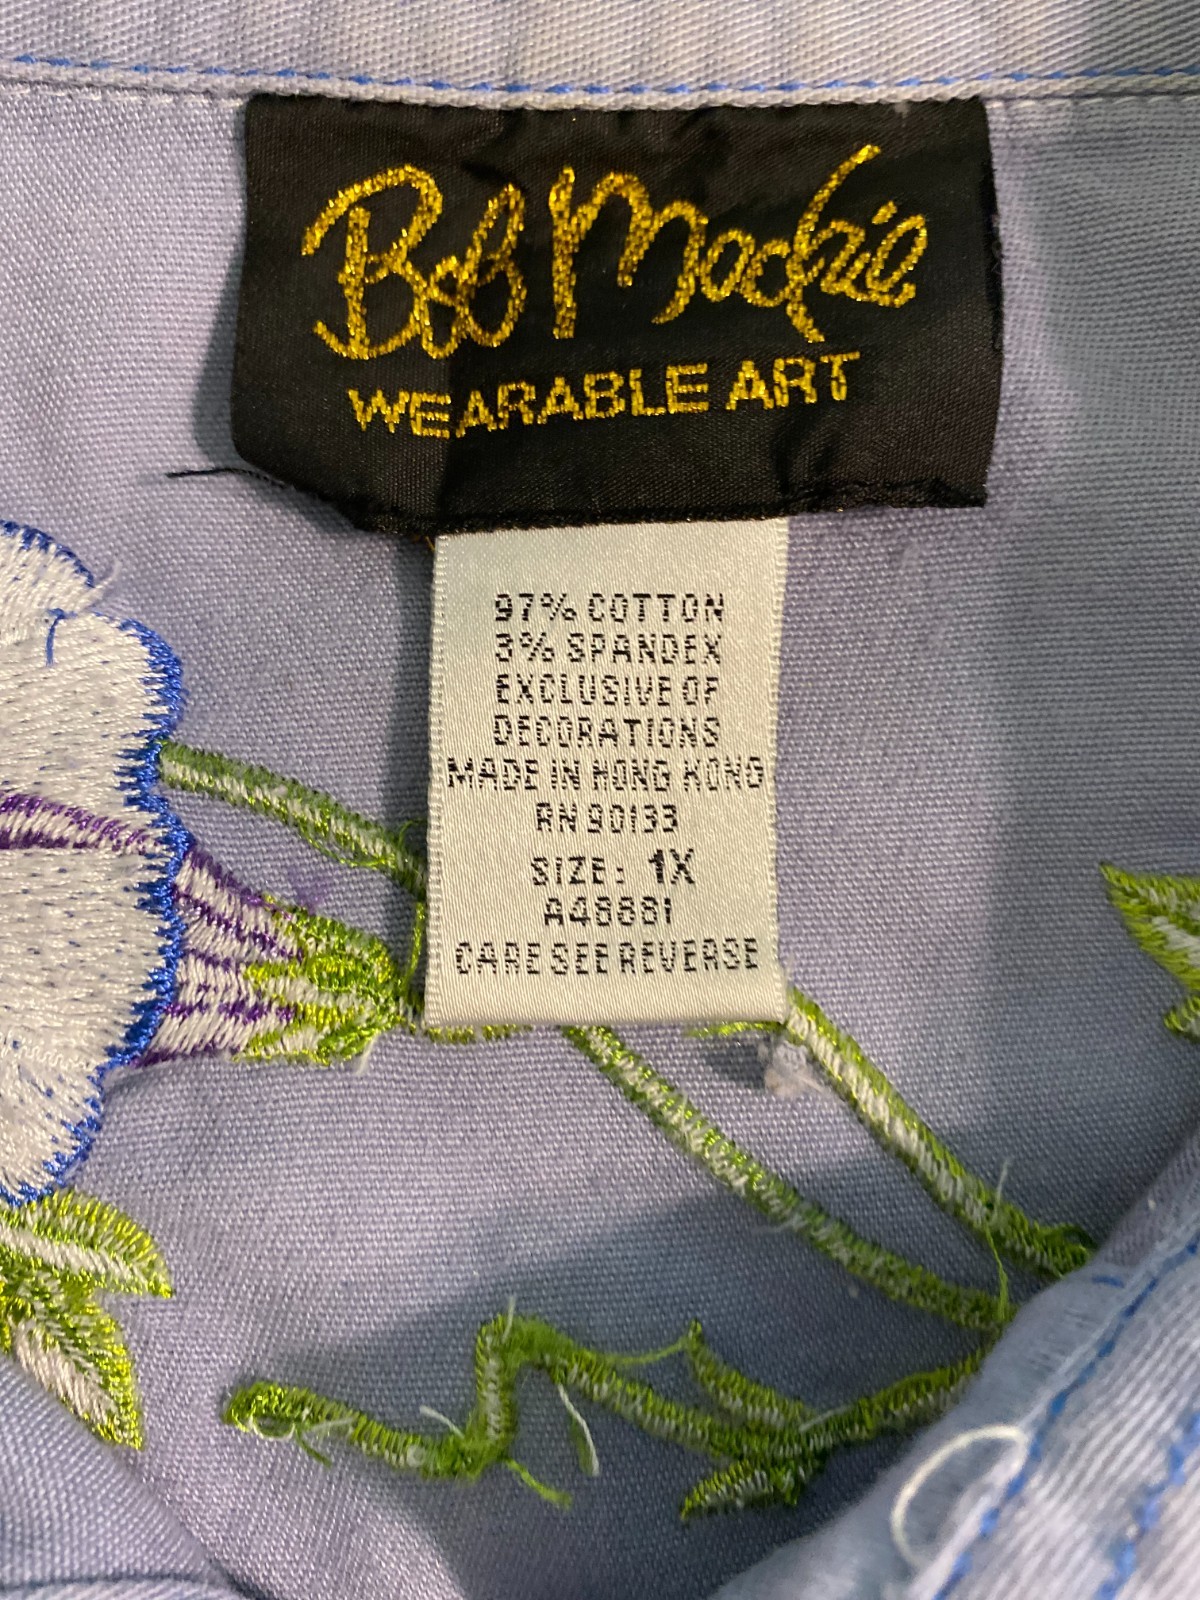 Bob Mackie
WEARABLE ART
97% COTTON
3% SPANDEX
EXCLUSIVE OF
DECORATIONS
MADE IN HONG KONG
RN 90133
SIZE: 1X
A48881
CARE SEE REVERSE